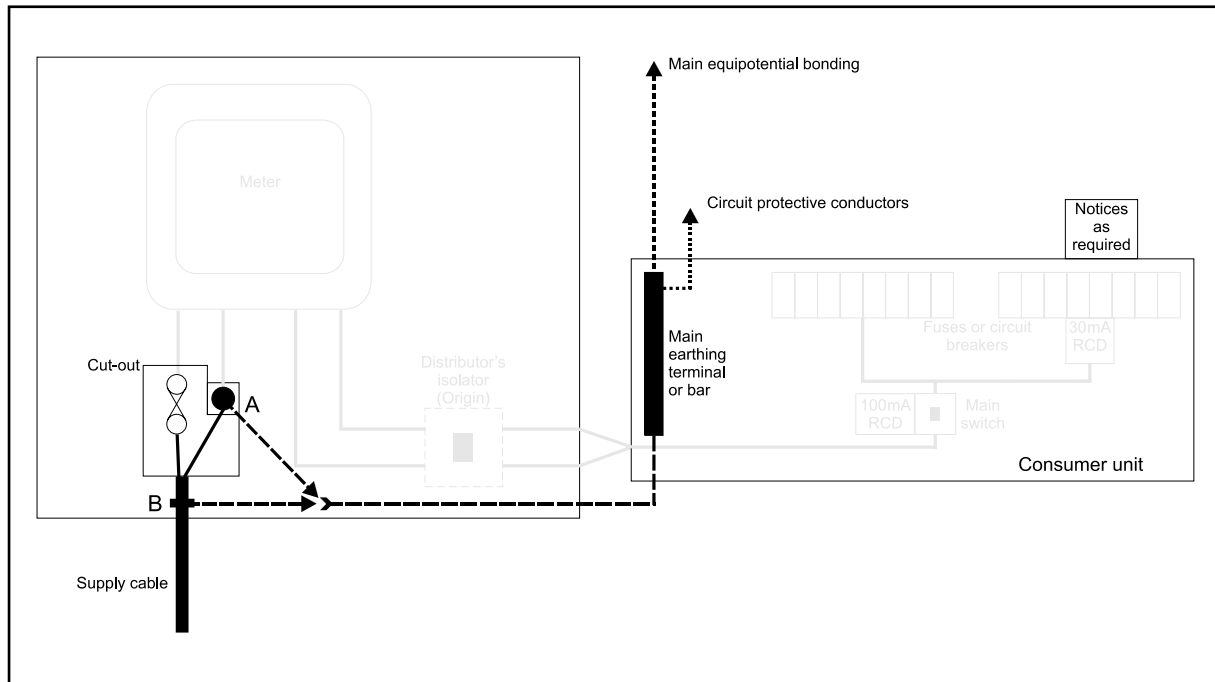 Main equipotential bonding
Meter
Circuit protective conductors
Notices
as
required
Cut-out
A
Distributor's
isolator
(Origin)
Main
earthing
terminal
or bar
Fuses or circuit
breakers
30mA
RCD
100mA
RCD
Main
switch
Consumer unit
B
Supply cable